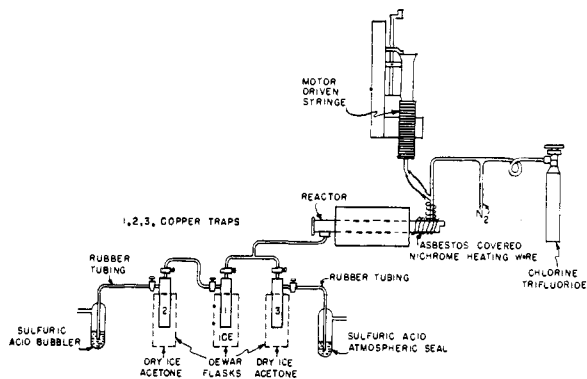 MOTOR
DRIVEN
SYRINGE
REACTOR
1,2,3, COPPER TRAPS
N2
ASBESTOS COVERED
NICHROME HEATING WIRE
CHLORINE
TRIFLUORIDE
RUBBER
TUBING
RUBBER TUBING
2
1
3
ICE
SULFURIC
ACID BUBBLER
DRY ICE
ACETONE
DEWAR
FLASKS
DRY ICE
ACETONE
SULFURIC ACID
ATMOSPHERIC SEAL